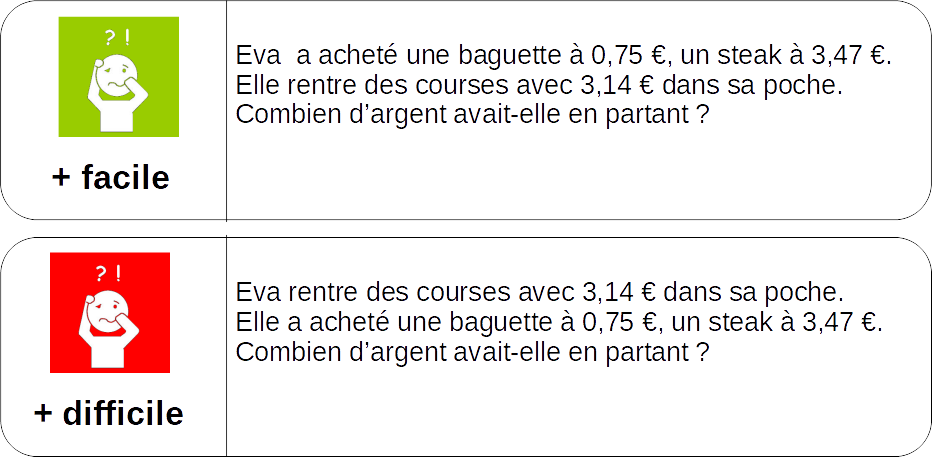 ? !
Eva a acheté une baguette à 0,75 €, un steak à 3,47 €.
Elle rentre des courses avec 3,14 € dans sa poche.
Combien d’argent avait-elle en partant ?
+ facile
? !
Eva rentre des courses avec 3,14 € dans sa poche.
Elle a acheté une baguette à 0,75 €, un steak à 3,47 €.
Combien d’argent avait-elle en partant ?
+ difficile